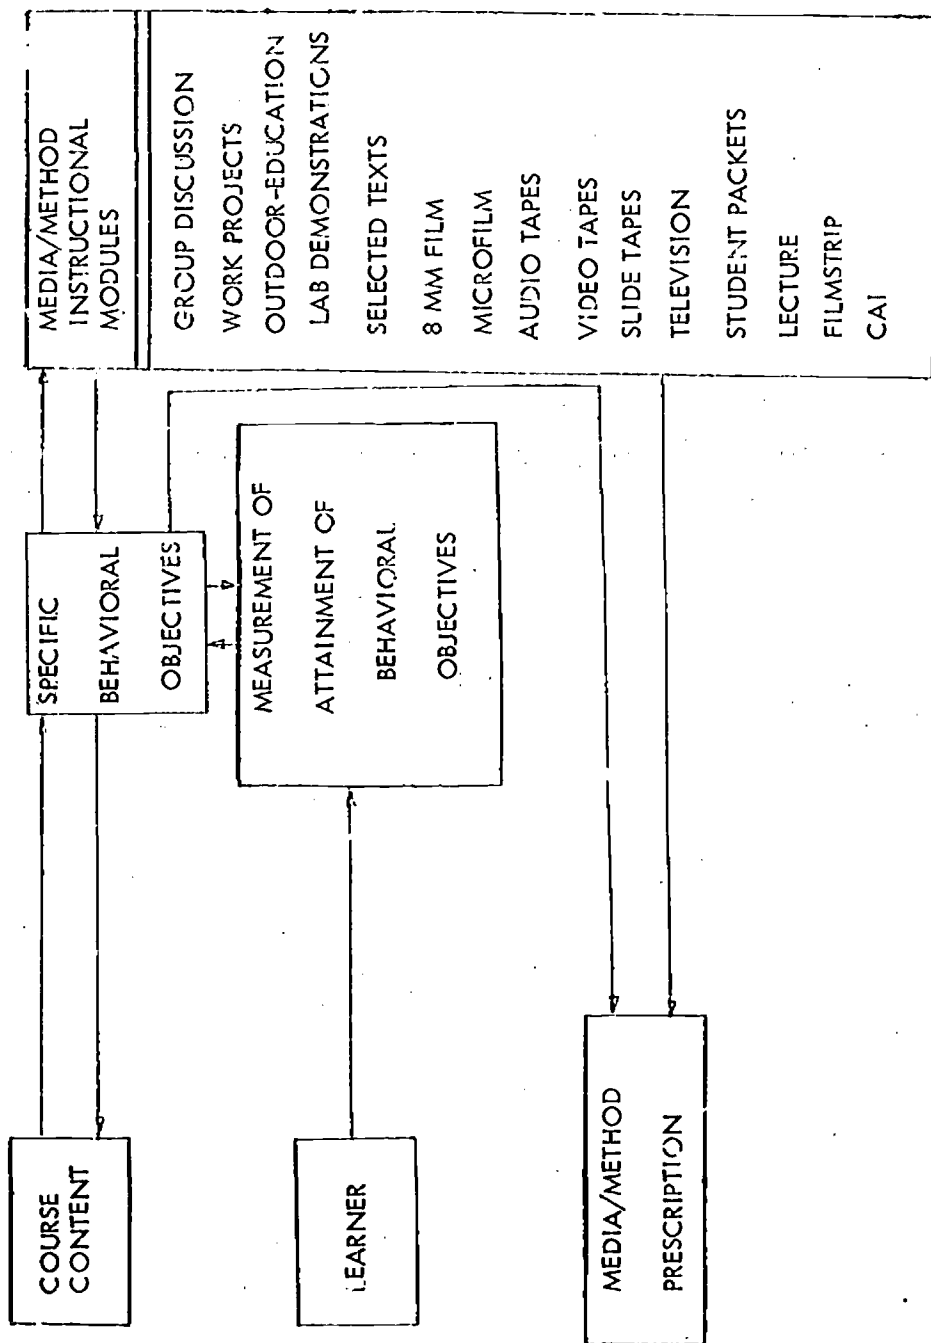 COURSE
CONTENT
SPECIFIC
BEHAVIORAL
OBJECTIVES
MEDIA/METHOD
INSTRUCTIONAL
MODULES
GROUP DISCUSSION
WORK PROJECTS
OUTDOOR-EDUCATION
LAB DEMONSTRATIONS
SELECTED TEXTS
8 MM FILM
MICROFILM
AUDIO TAPES
VIDEO TAPES
SLIDE TAPES
TELEVISION
STUDENT PACKETS
LECTURE
FILMSTRIP
CAI
LEARNER
MEASUREMENT OF
ATTAINMENT OF
BEHAVIORAL
OBJECTIVES
MEDIA/METHOD
PRESCRIPTION